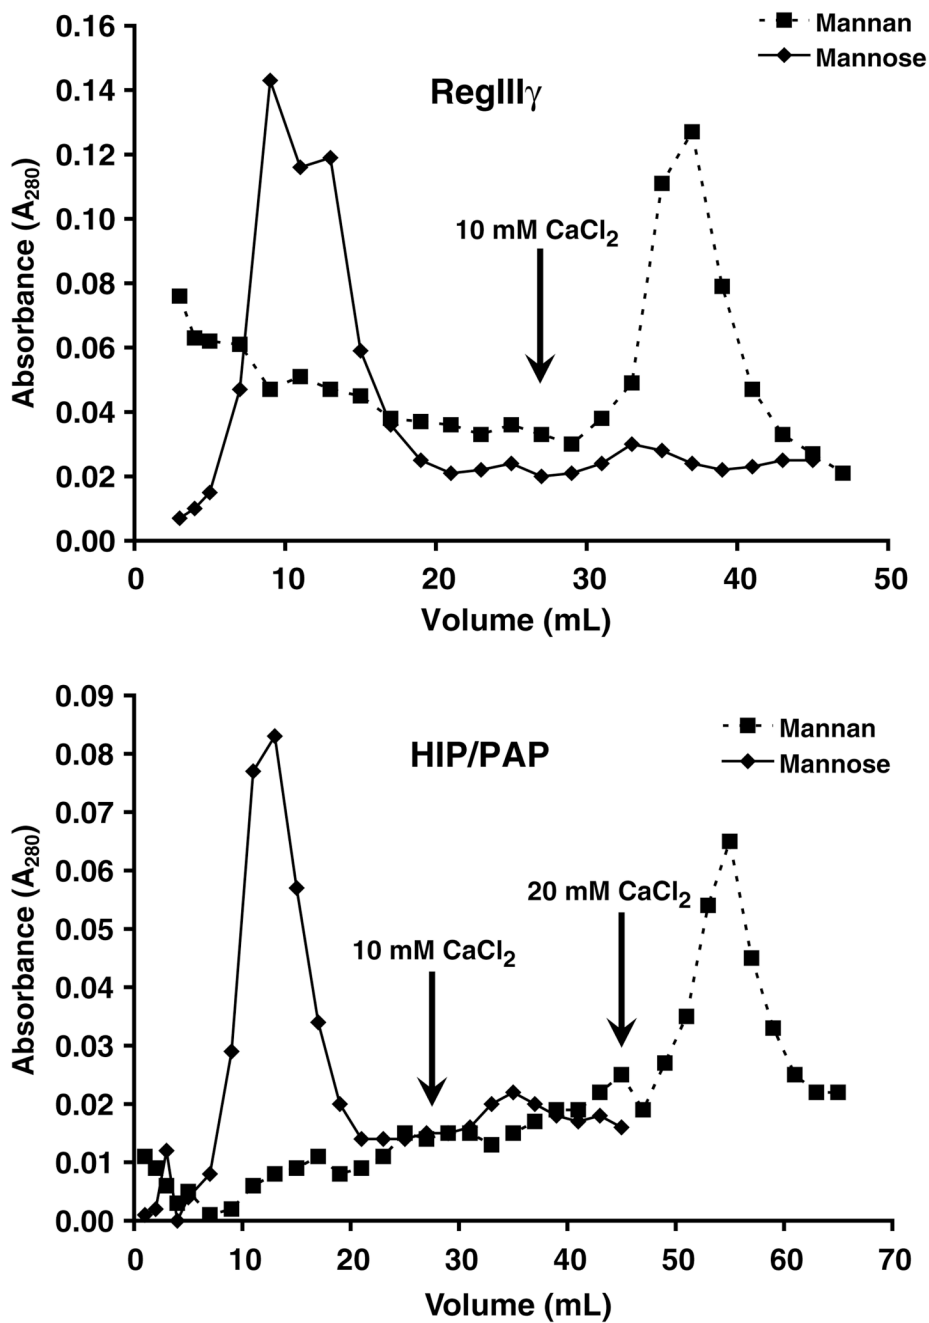 0.16
0.14
0.12
0.10
0.08
0.06
0.04
0.02
0.00
Absorbance (A280)
Mannan
Mannose
RegIIIγ
10 mM CaCl2
0 10 20 30 40 50
Volume (mL)
0.09
0.08
0.07
0.06
0.05
0.04
0.03
0.02
0.01
0.00
Absorbance (A280)
Mannan
Mannose
HIP/PAP
20 mM CaCl2
10 mM CaCl2
0 10 20 30 40 50 60 70
Volume (mL)